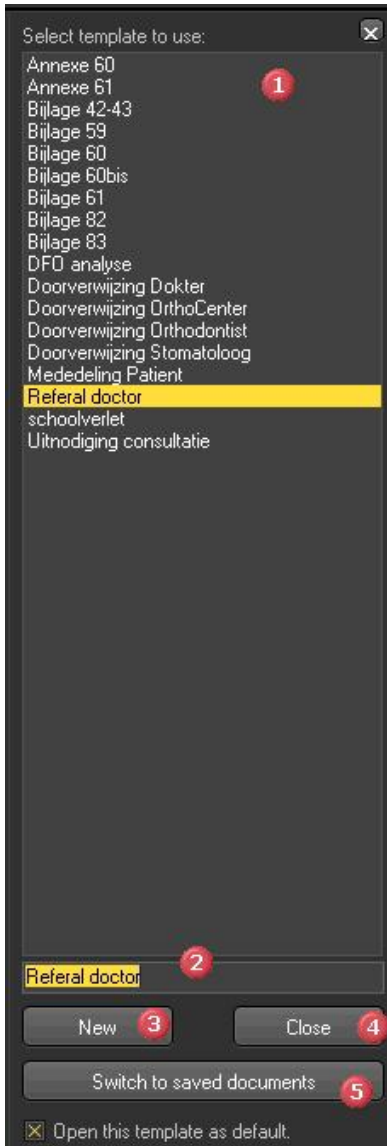 Select template to use:
Annexe 60
1
Annexe 61
Bijlage 42-43
Bijlage 59
Bijlage 60
Bijlage 60bis
Bijlage 61
Bijlage 82
Bijlage 83
DFO analyse
Doorverwijzing Dokter
Doorverwijzing OrthoCenter
Doorverwijzing Orthodontist
Doorverwijzing Stomatoloog
Mededeling Patient
Referal doctor
schoolverlet
Uitnodiging consultatie
2
Referal doctor
New 3 Close 4
Switch to saved documents 5
Open this template as default.